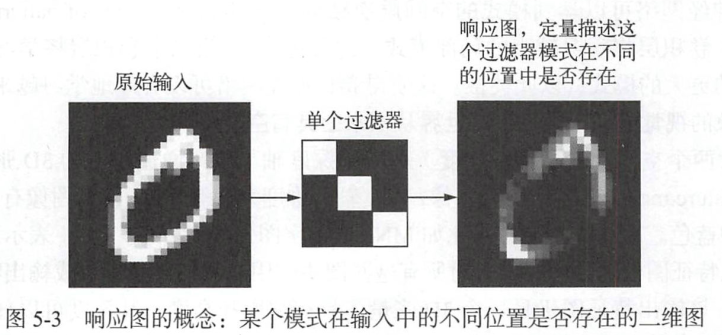 响应图，定量描述这
个过滤器模式在不同
的位置中是否存在
原始输入
单个过滤器
图 5-3 响应图的概念：某个模式在输入中的不同位置是否存在的二维图